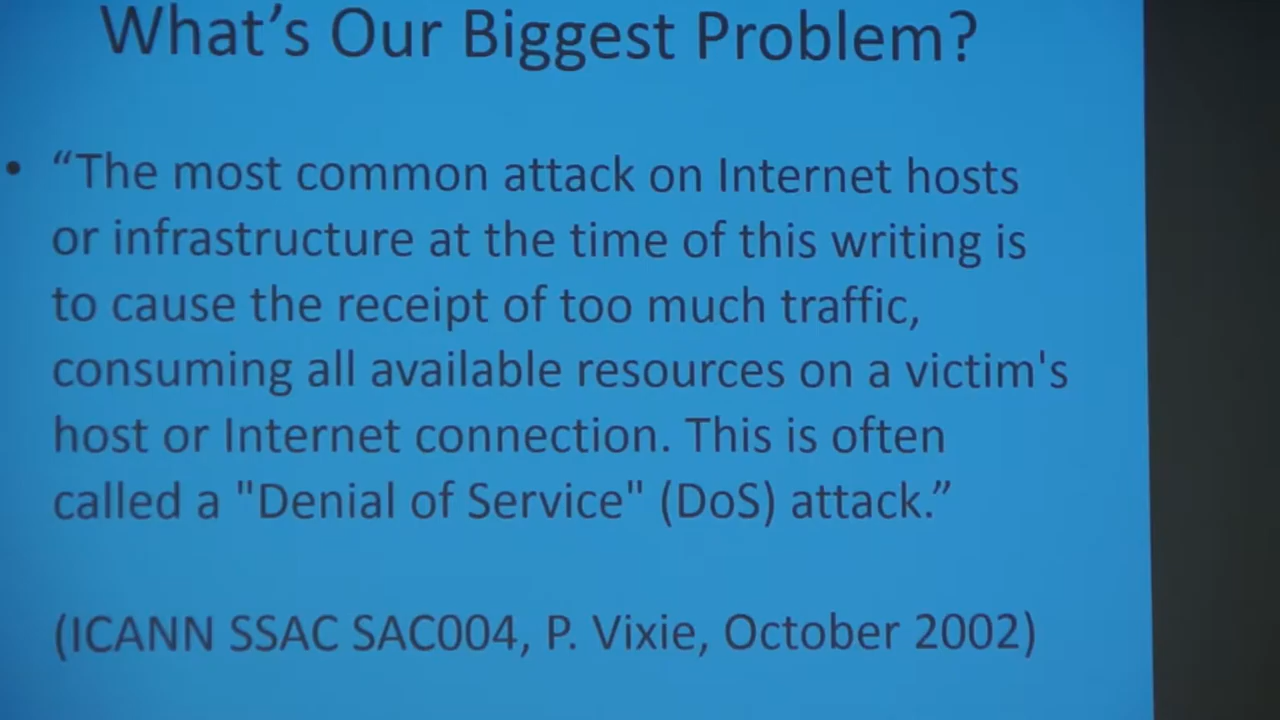 What’s Our Biggest Problem?
• “The most common attack on Internet hosts
or infrastructure at the time of this writing is
to cause the receipt of too much traffic,
consuming all available resources on a victim's
host or Internet connection. This is often
called a "Denial of Service" (DoS) attack.”
(ICANN SSAC SAC004, P. Vixie, October 2002)